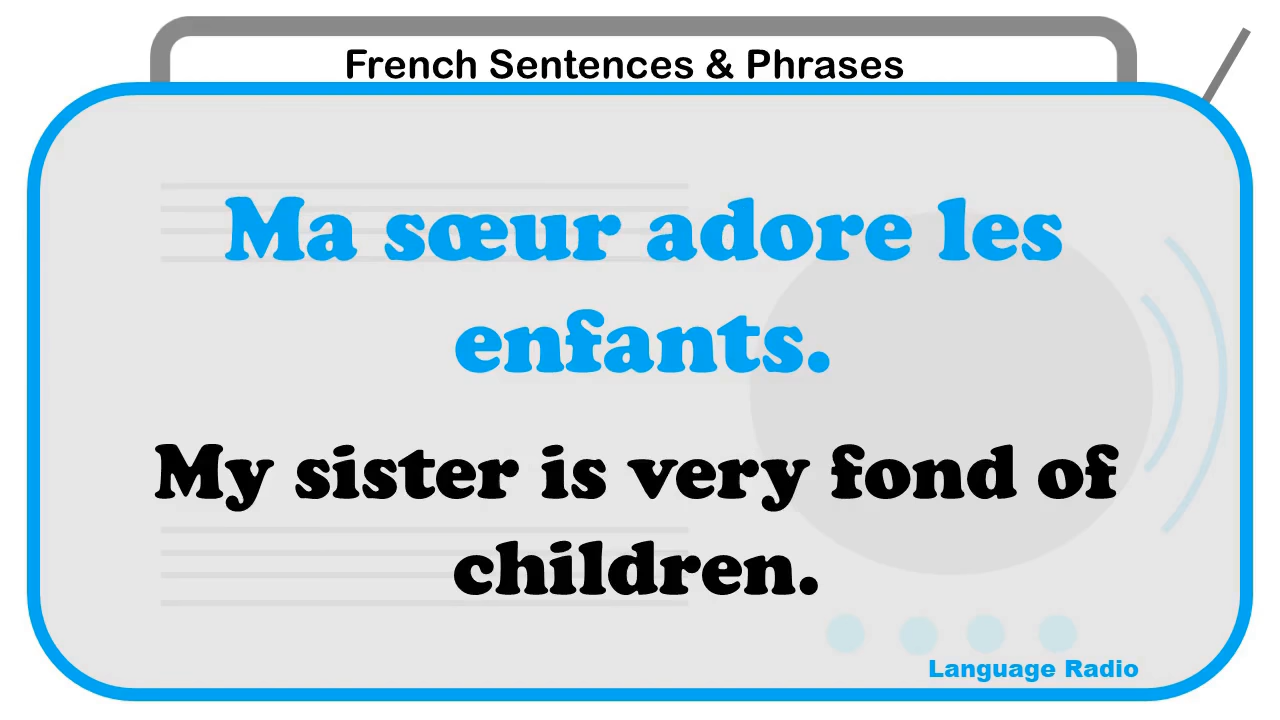 French Sentences & Phrases
Ma sœur adore les
enfants.
My sister is very fond of
children.
Language Radio